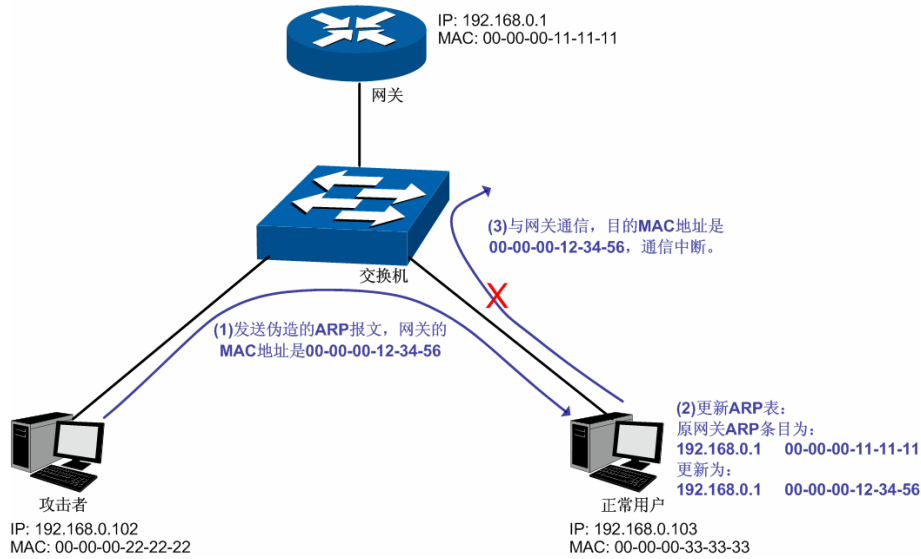 IP: 192.168.0.1
MAC: 00-00-00-11-11-11
网关
(3)与网关通信，目的MAC地址是
00-00-00-12-34-56，通信中断。
交换机
(1)发送伪造的ARP报文，网关的
MAC地址是00-00-00-12-34-56
(2)更新ARP表：
原网关ARP条目为：
192.168.0.1 00-00-00-11-11-11
更新为：
192.168.0.1 00-00-00-12-34-56
攻击者
IP: 192.168.0.102
MAC: 00-00-00-22-22-22
正常用户
IP: 192.168.0.103
MAC: 00-00-00-33-33-33